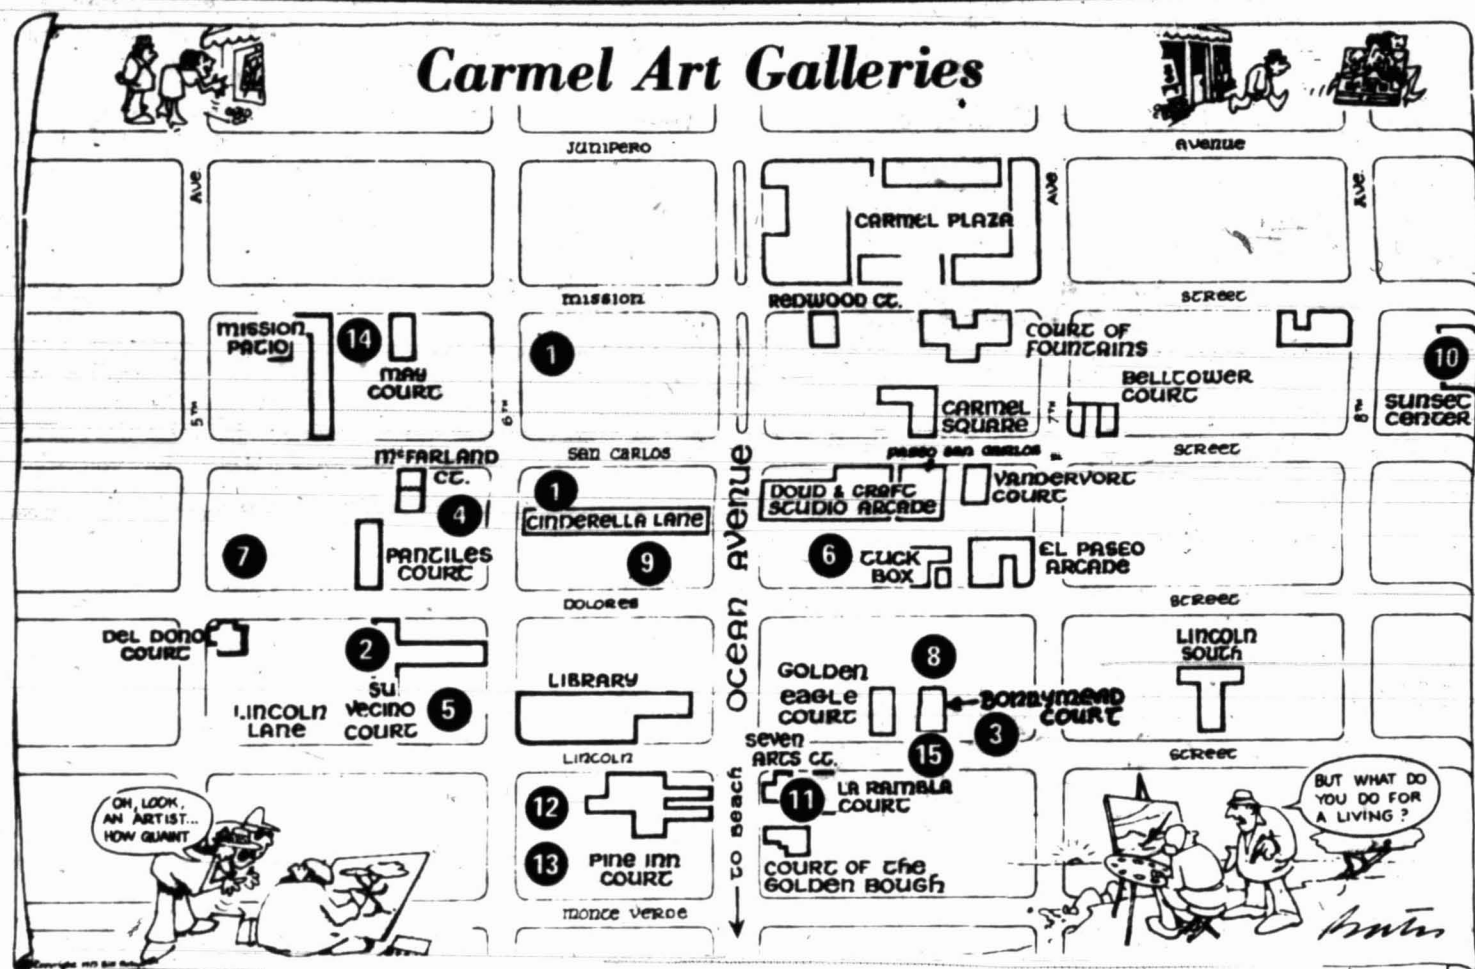 Carmel Art Galleries
JUNIPERO
AVENUE
AVE.
AVE.
AVE.
CARMEL PLAZA
MISSION
REDWOOD CT.
STREET
MISSION
PATIO
14
MAY
COURT
1
COURT OF
FOUNTAINS
BELLTOWER
COURT
10
SUNSET
CENTER
CARMEL
SQUARE
5TH
6TH
7TH
8TH
MCFARLAND
CT.
SAN CARLOS
PASEO SAN CARLOS
STREET
1
CINDERELLA LANE
DOUD & CRAFT
STUDIO ARCADE
VANDERVORT
COURT
4
7
PANTILES
COURT
9
OCEAN AVENUE
6
TUCK
BOX
EL PASEO
ARCADE
DOLORES
STREET
DEL DONO
COURT
2
SU
VECINO
COURT
5
LINCOLN
LANE
LIBRARY
GOLDEN
EAGLE
COURT
8
BONNYMEAD
COURT
3
LINCOLN
SOUTH
LINCOLN
SEVEN
ARTS CT.
15
STREET
OH, LOOK,
AN ARTIST...
HOW QUAINT
12
13
PINE INN
COURT
TO BEACH
11
LA RAMBLA
COURT
COURT OF THE
GOLDEN BOUGH
BUT WHAT DO
YOU DO FOR
A LIVING?
MONTE VERDE
Copyright 1973 Bill